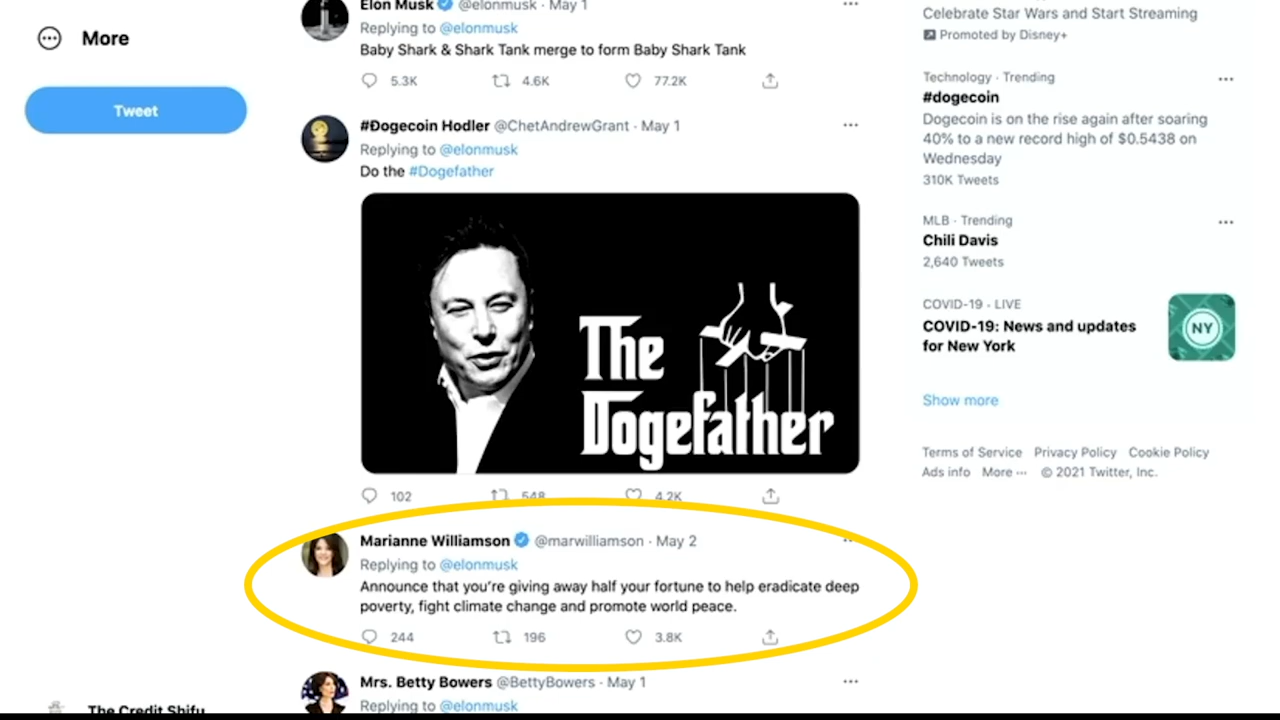 More
Tweet
Elon Musk @elonmusk · May 1
Replying to @elonmusk
Baby Shark & Shark Tank merge to form Baby Shark Tank
5.3K 4.6K 77.2K
#Ðogecoin Hodler @ChetAndrewGrant · May 1
Replying to @elonmusk
Do the #Dogefather
The
Dogefather
102 548 4.2K
Marianne Williamson @marwilliamson · May 2
Replying to @elonmusk
Announce that you're giving away half your fortune to help eradicate deep
poverty, fight climate change and promote world peace.
244 196 3.8K
Mrs. Betty Bowers @BettyBowers · May 1
Replying to @elonmusk
The Credit Shifu
Celebrate Star Wars and Start Streaming
Promoted by Disney+
Technology · Trending
#dogecoin
Dogecoin is on the rise again after soaring
40% to a new record high of $0.5438 on
Wednesday
310K Tweets
MLB · Trending
Chili Davis
2,640 Tweets
COVID-19 · LIVE
COVID-19: News and updates
for New York
NY
Show more
Terms of Service Privacy Policy Cookie Policy
Ads info More ··· © 2021 Twitter, Inc.